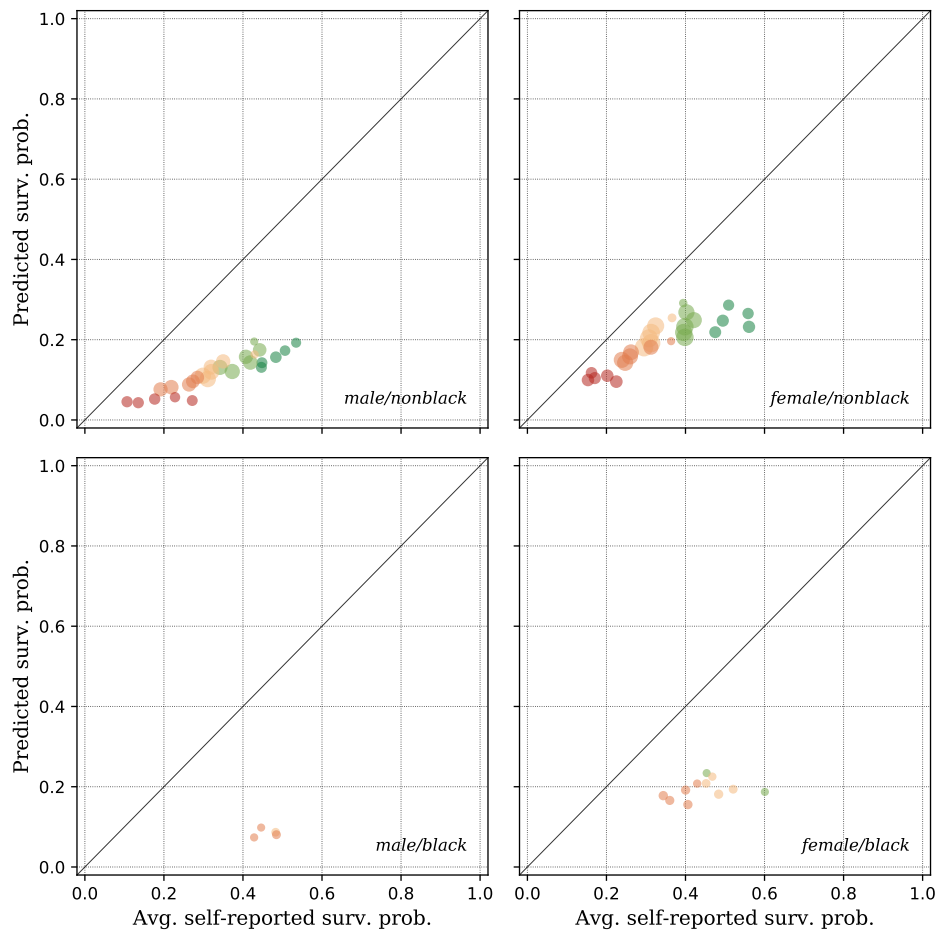 1.0
0.8
0.6
0.4
0.2
0.0
Predicted surv. prob.
male/nonblack
female/nonblack
1.0
0.8
0.6
0.4
0.2
0.0
Predicted surv. prob.
male/black
female/black
0.0 0.2 0.4 0.6 0.8 1.0
0.0 0.2 0.4 0.6 0.8 1.0
Avg. self-reported surv. prob.
Avg. self-reported surv. prob.